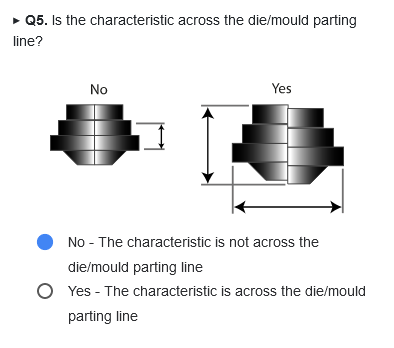 ▸ Q5. Is the characteristic across the die/mould parting
line?
No
Yes
No - The characteristic is not across the
die/mould parting line
Yes - The characteristic is across the die/mould
parting line